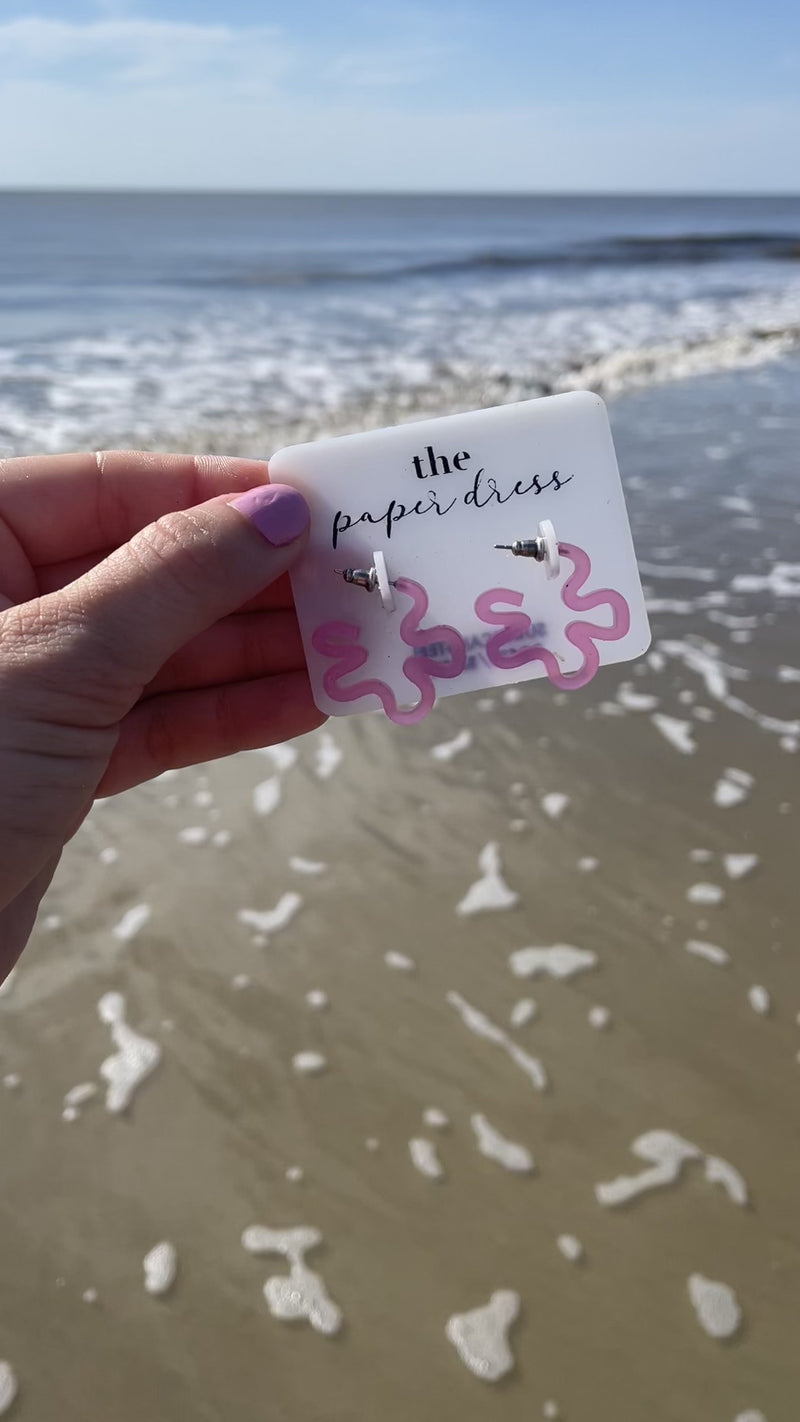 the
paper dress